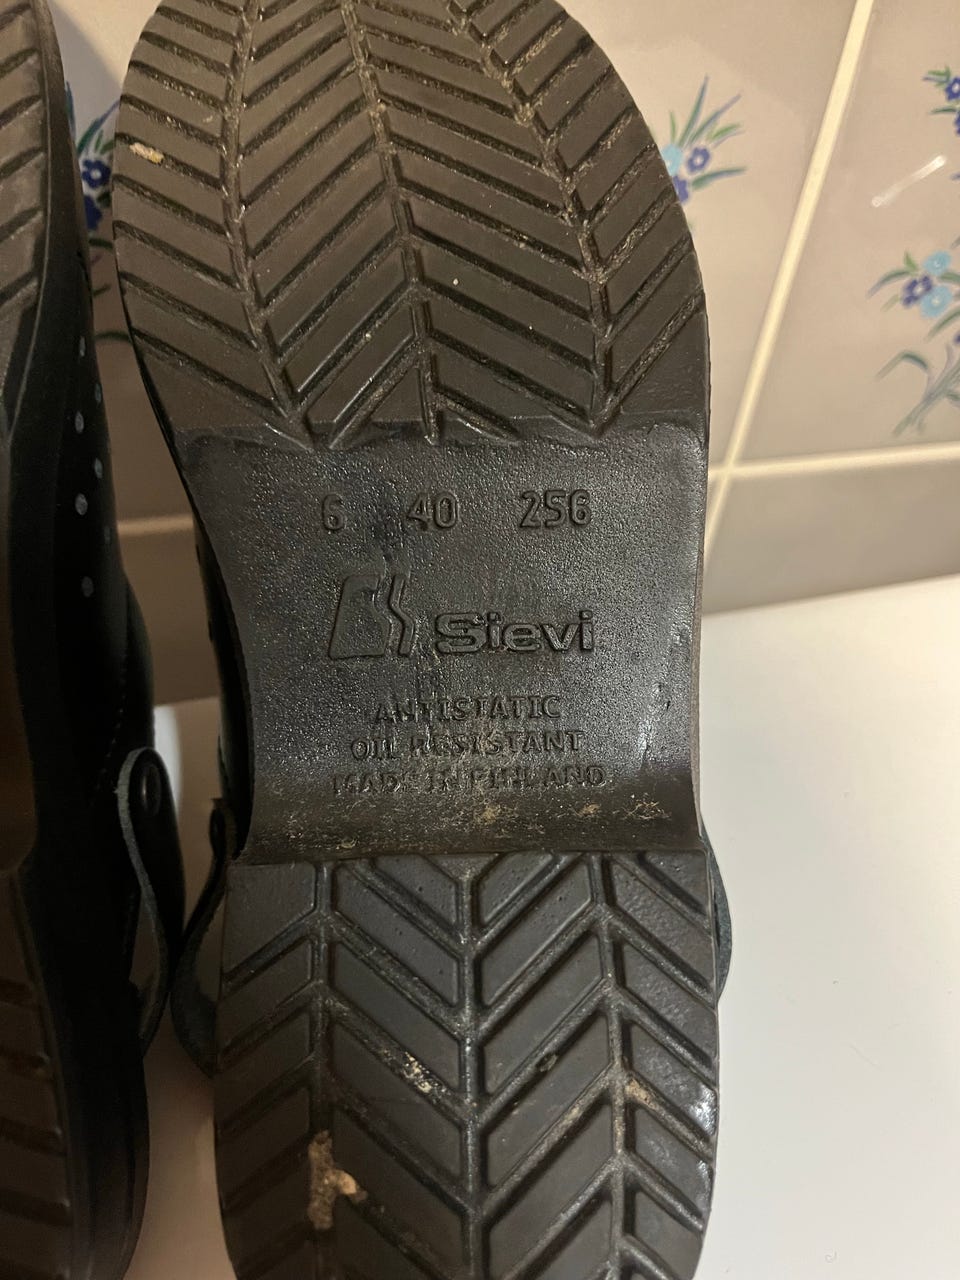 6 40 256
Sievi
ANTISTATIC
OIL RESISTANT
MADE IN FINLAND